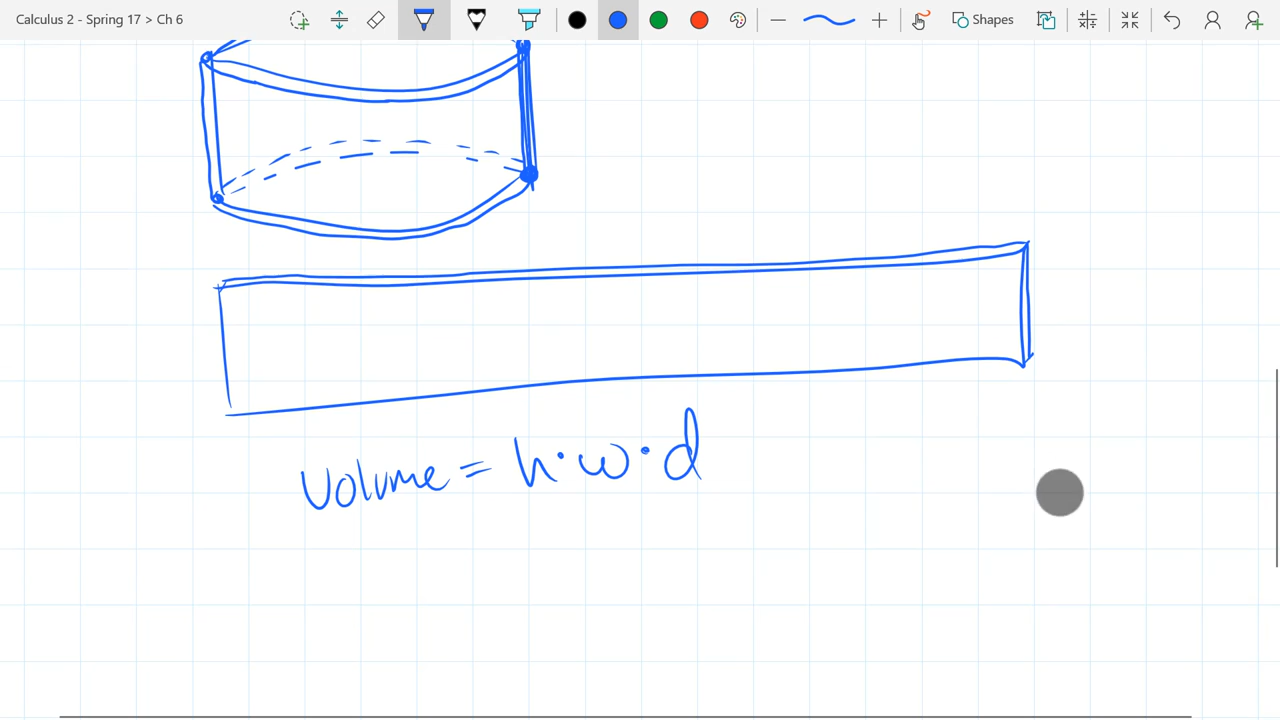 Calculus 2 - Spring 17 > Ch 6
Shapes
Volume = h · w · d